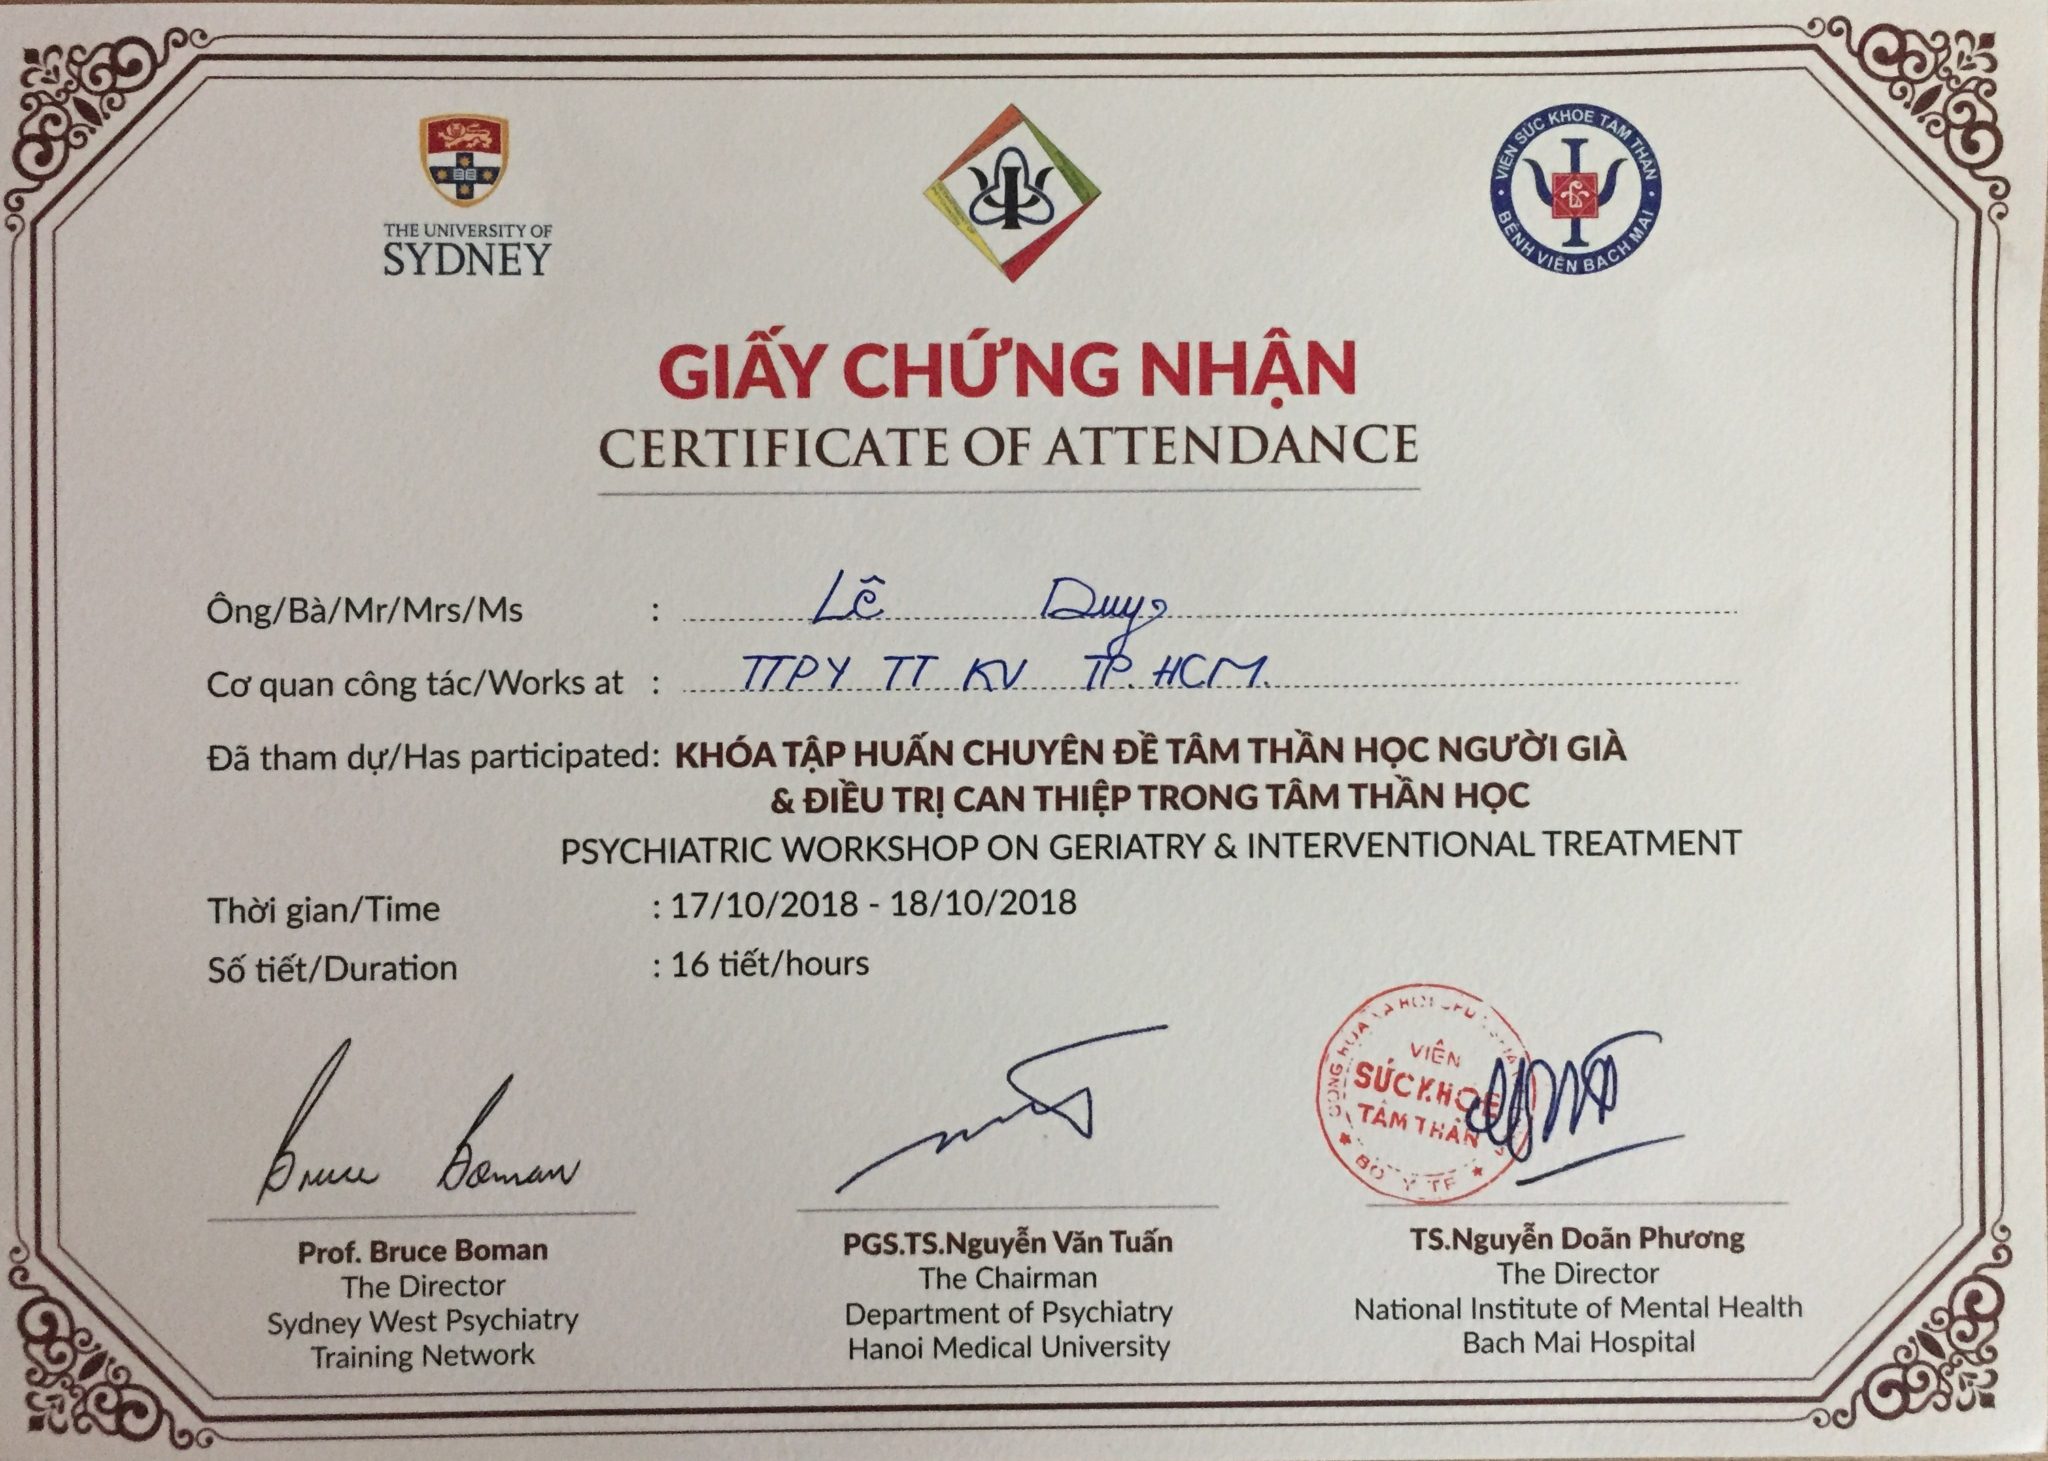 THE UNIVERSITY OF
SYDNEY
VIỆN SỨC KHỎE TÂM THẦN
BỆNH VIỆN BẠCH MAI
GIẤY CHỨNG NHẬN
CERTIFICATE OF ATTENDANCE
Ông/Bà/Mr/Mrs/Ms : Lê Duy
Cơ quan công tác/Works at : TTPY TT KV TP. HCM.
Đã tham dự/Has participated: KHÓA TẬP HUẤN CHUYÊN ĐỀ TÂM THẦN HỌC NGƯỜI GIÀ
& ĐIỀU TRỊ CAN THIỆP TRONG TÂM THẦN HỌC
PSYCHIATRIC WORKSHOP ON GERIATRY & INTERVENTIONAL TREATMENT
Thời gian/Time : 17/10/2018 - 18/10/2018
Số tiết/Duration : 16 tiết/hours
VIỆN
SỨC KHOẺ
TÂM THẦN
BỘ Y TẾ
Bruce Boman
Prof. Bruce Boman
The Director
Sydney West Psychiatry
Training Network
PGS.TS.Nguyễn Văn Tuấn
The Chairman
Department of Psychiatry
Hanoi Medical University
TS.Nguyễn Doãn Phương
The Director
National Institute of Mental Health
Bach Mai Hospital